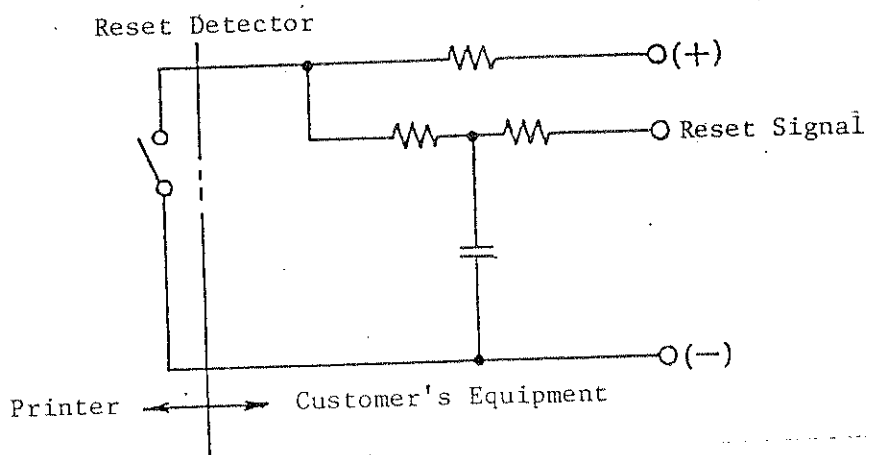 Reset Detector
(+)
Reset Signal
(−)
Printer
Customer's Equipment